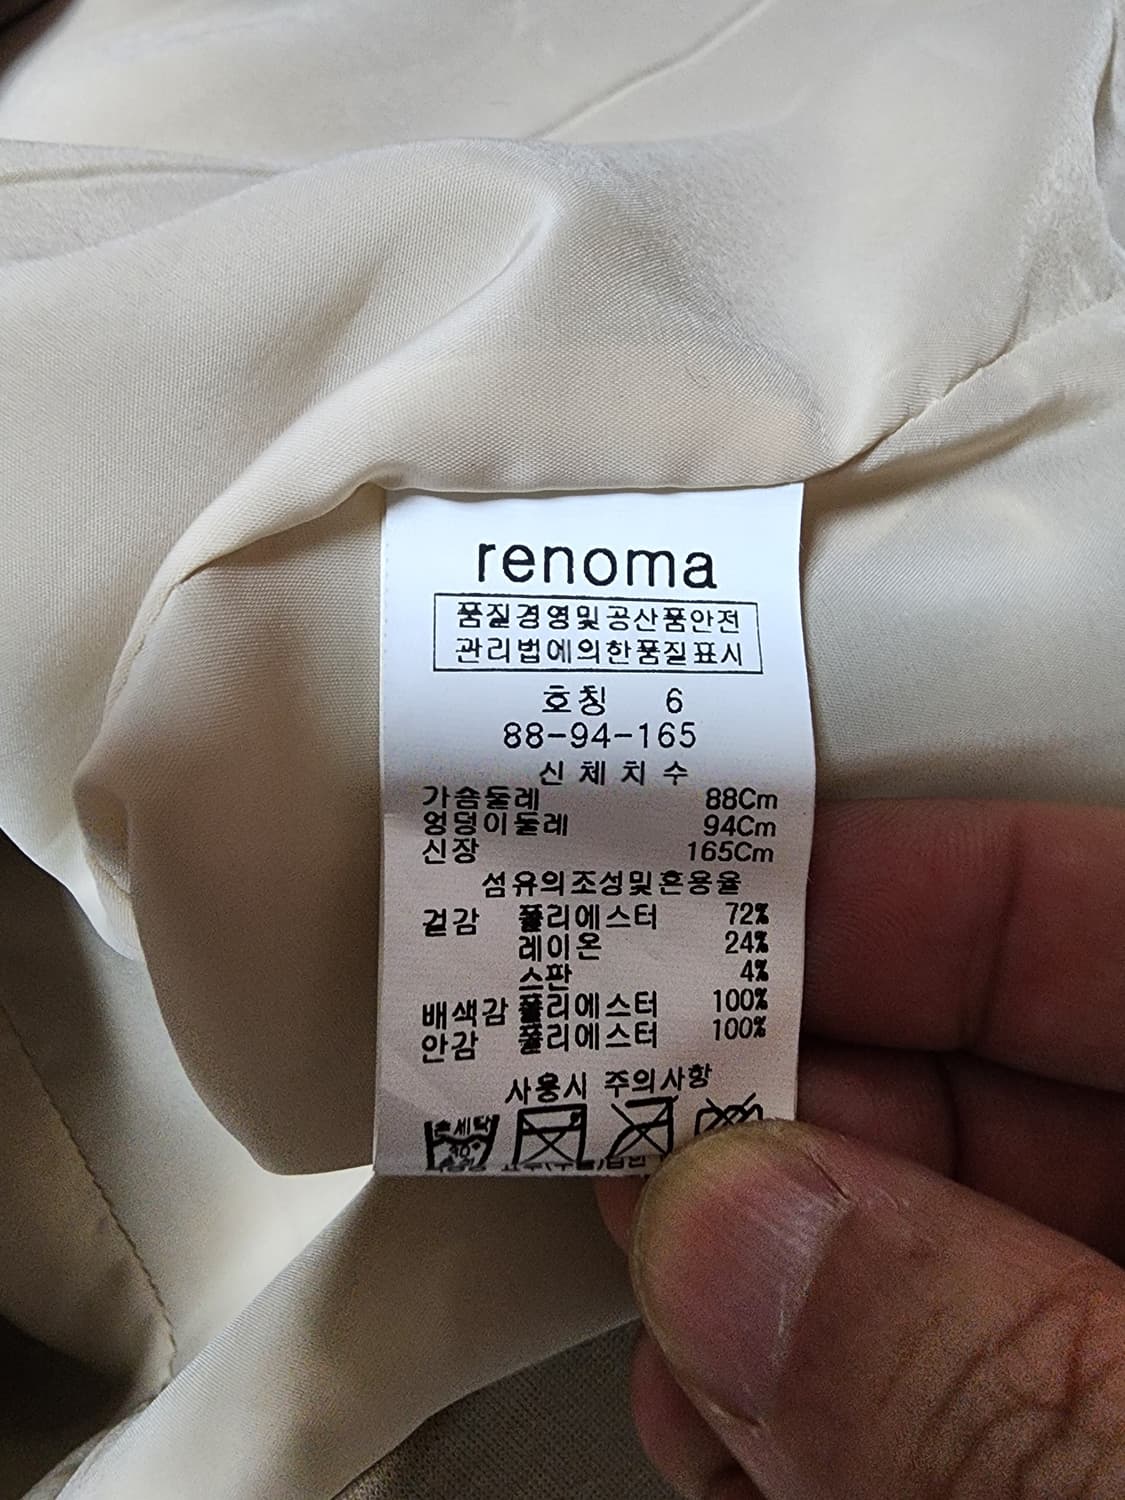 renoma
품질경영및공산품안전
관리법에의한품질표시
호칭 6
88-94-165
신체치수
가슴둘레 88Cm
엉덩이둘레 94Cm
신장 165Cm
섬유의조성및혼용율
겉감 폴리에스터 72%
레이온 24%
스판 4%
배색감 폴리에스터 100%
안감 폴리에스터 100%
사용시 주의사항
손세탁
30°